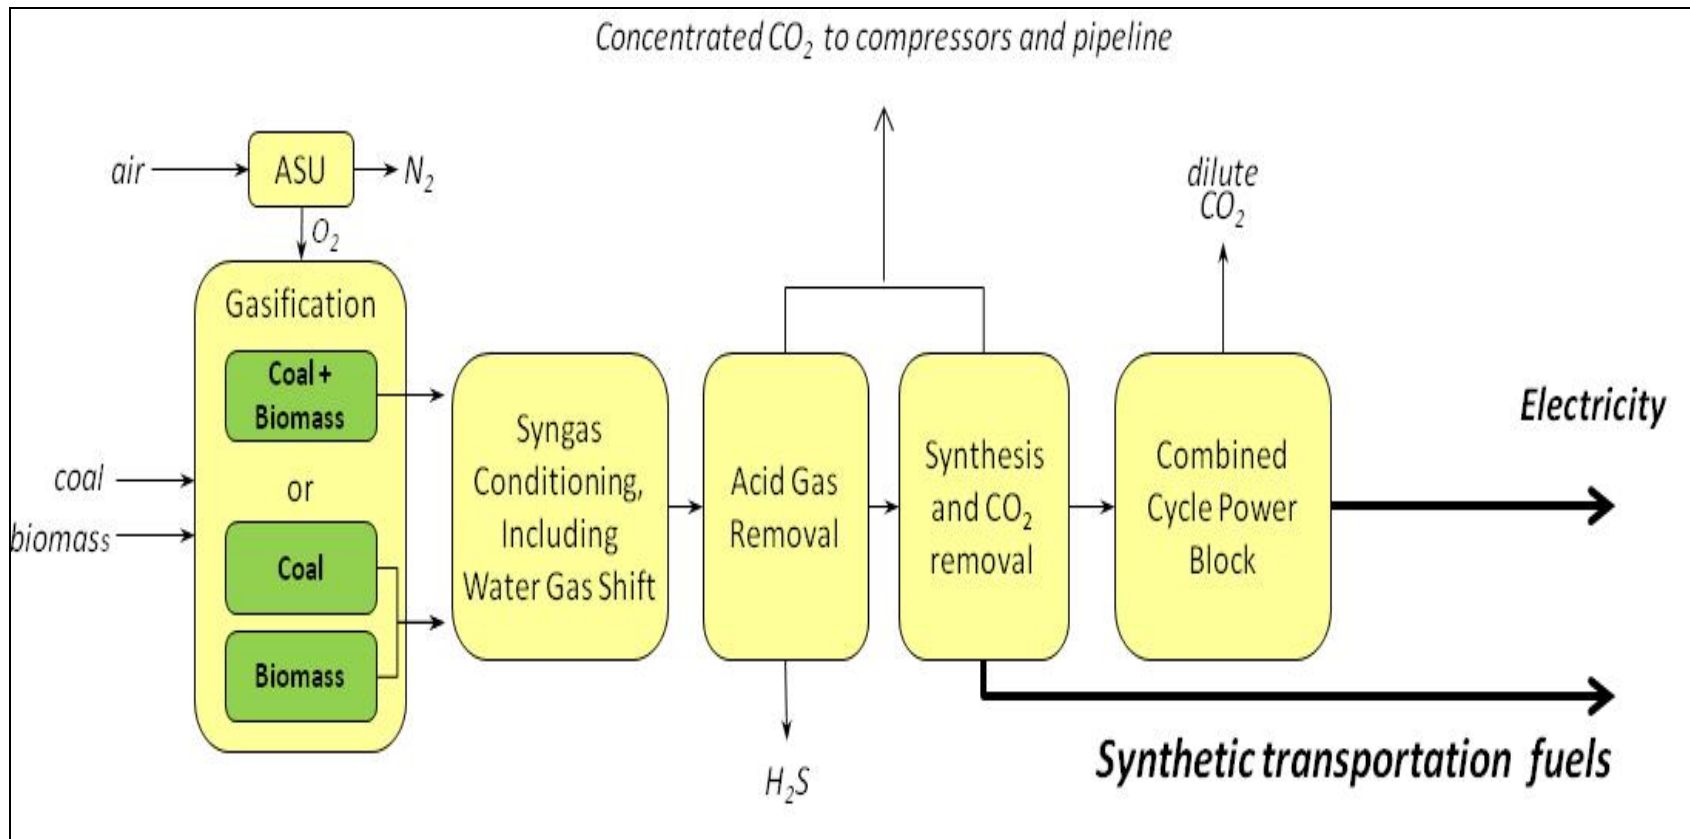 Concentrated CO₂ to compressors and pipeline
air
ASU
N₂
O₂
dilute
CO₂
Gasification
Coal +
Biomass
or
Coal
Biomass
coal
biomass
Syngas
Conditioning,
Including
Water Gas Shift
Acid Gas
Removal
Synthesis
and CO₂
removal
Combined
Cycle Power
Block
Electricity
Synthetic transportation fuels
H₂S